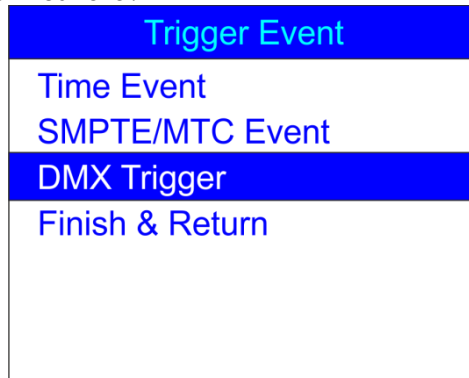 Trigger Event
Time Event
SMPTE/MTC Event
DMX Trigger
Finish & Return